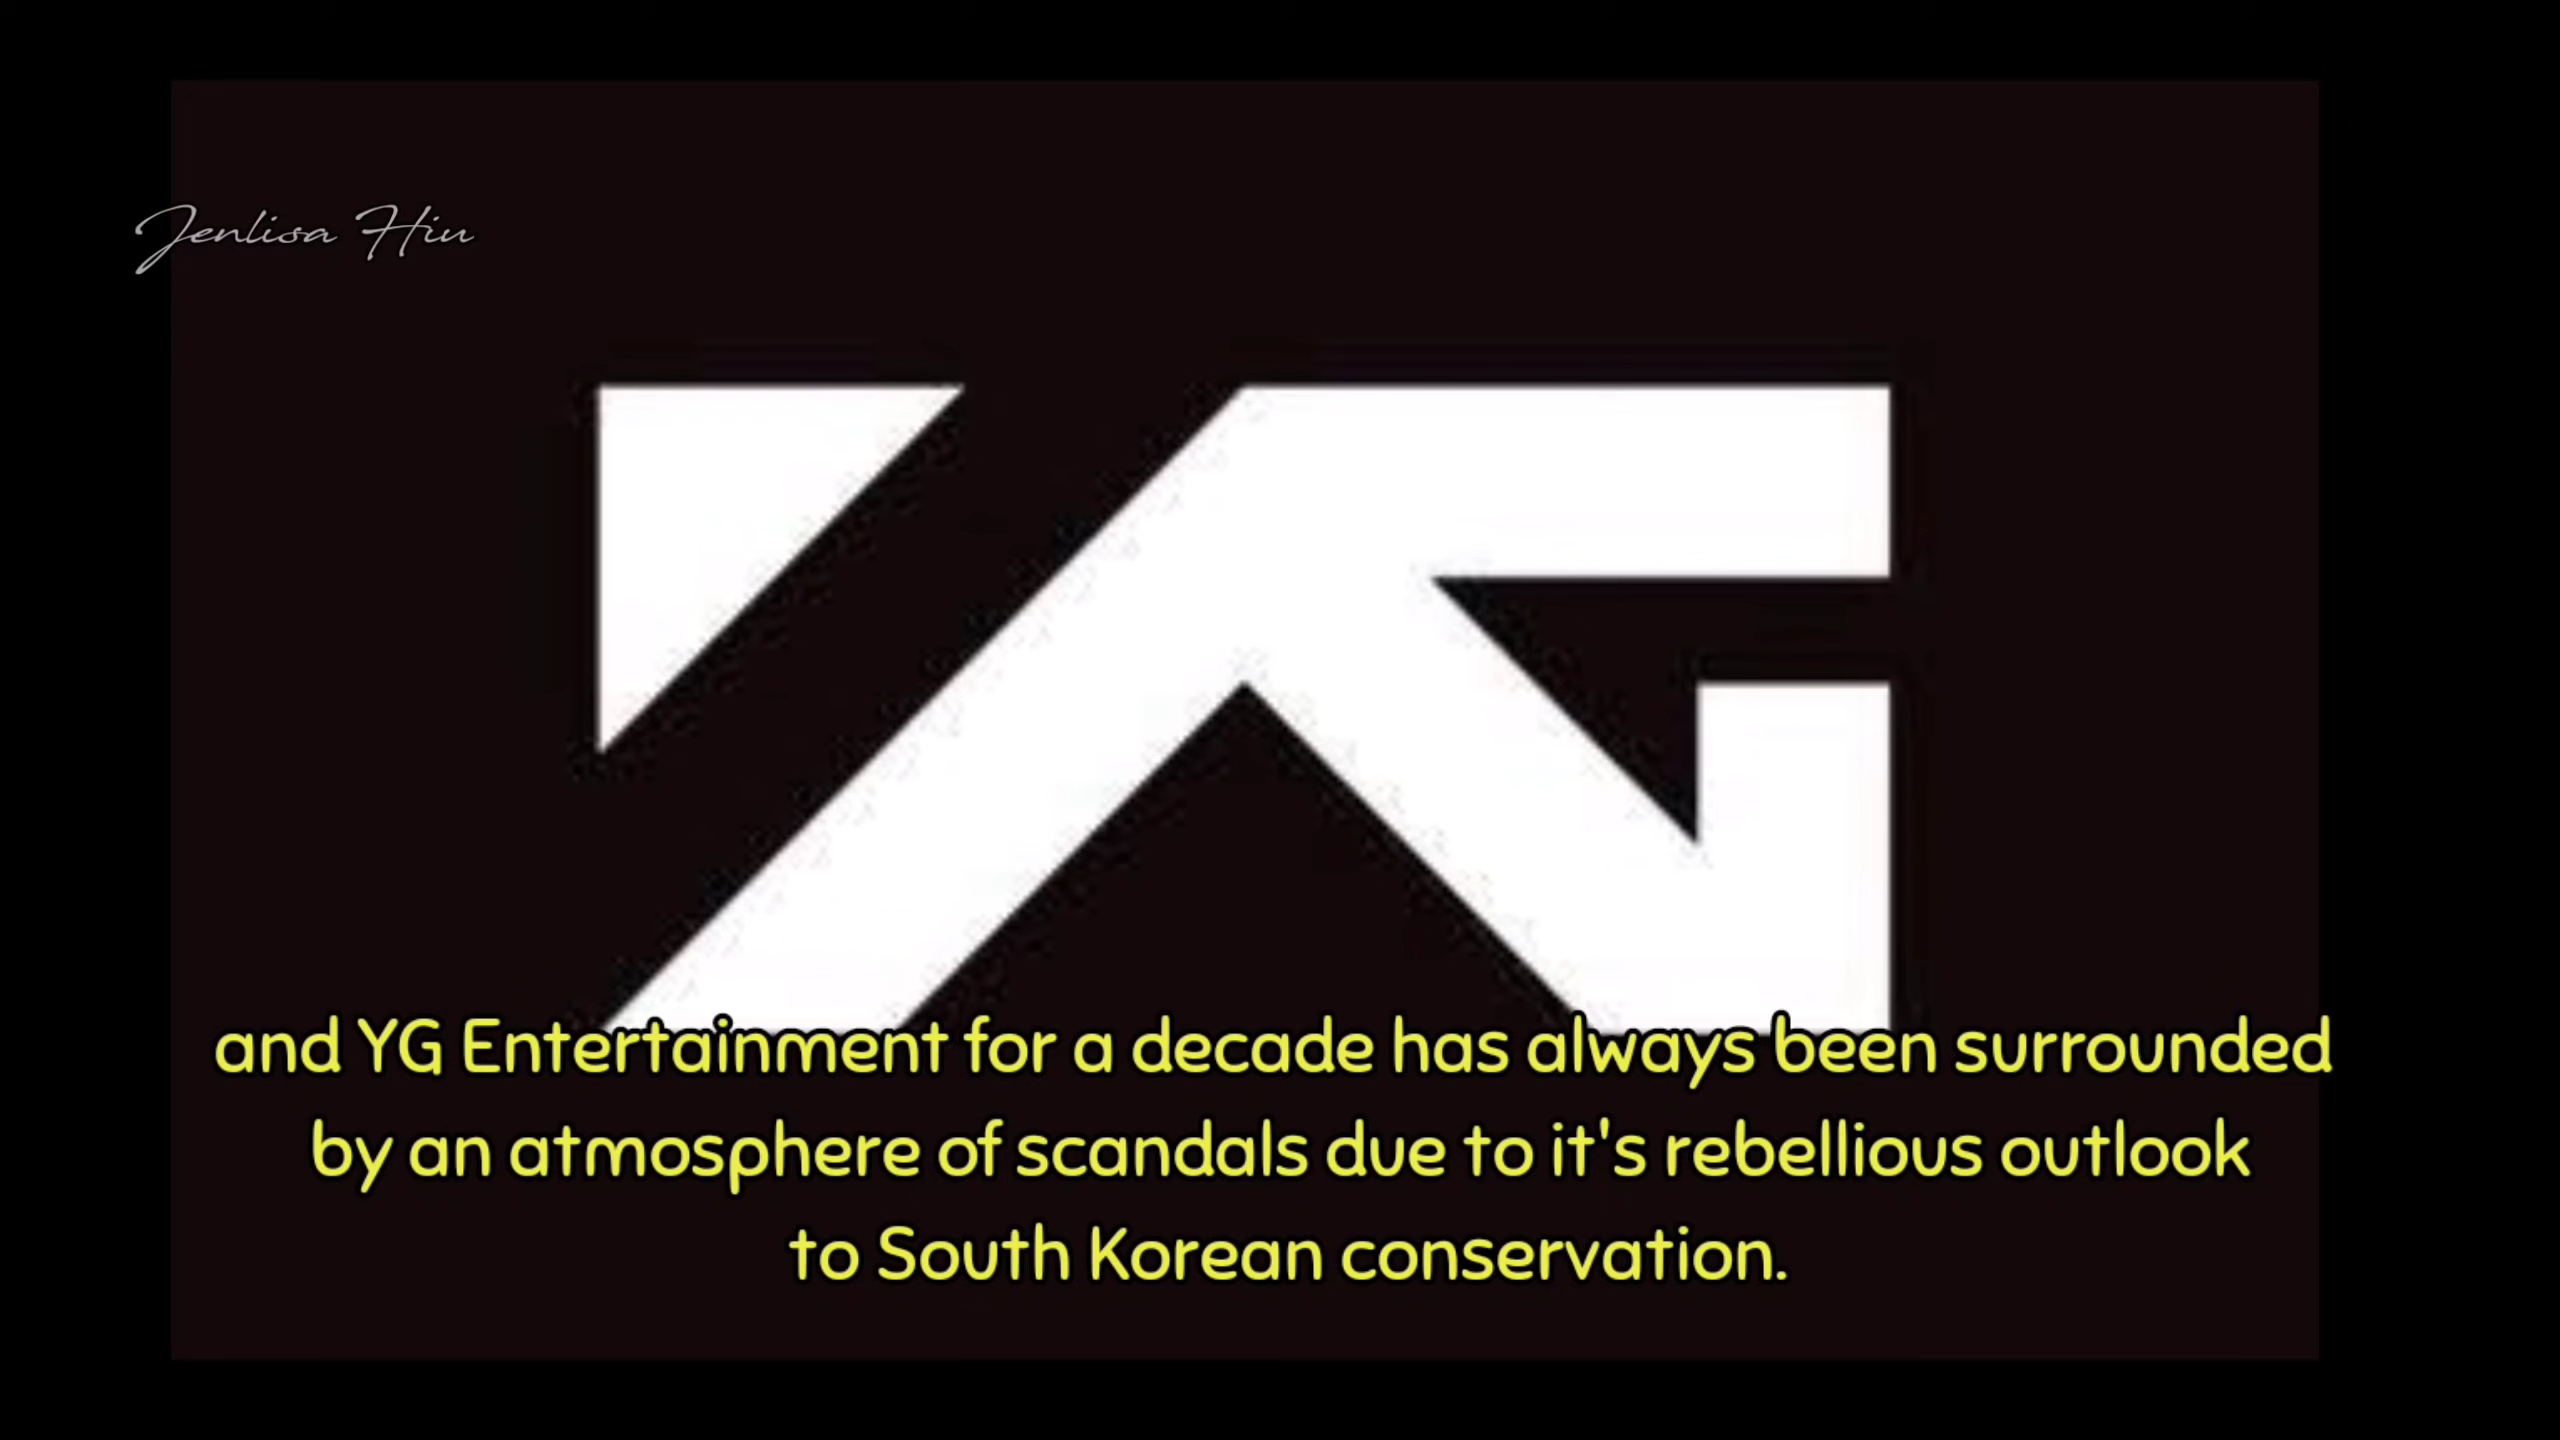 Jenlisa Hiu
YG
and YG Entertainment for a decade has always been surrounded
by an atmosphere of scandals due to it's rebellious outlook
to South Korean conservation.